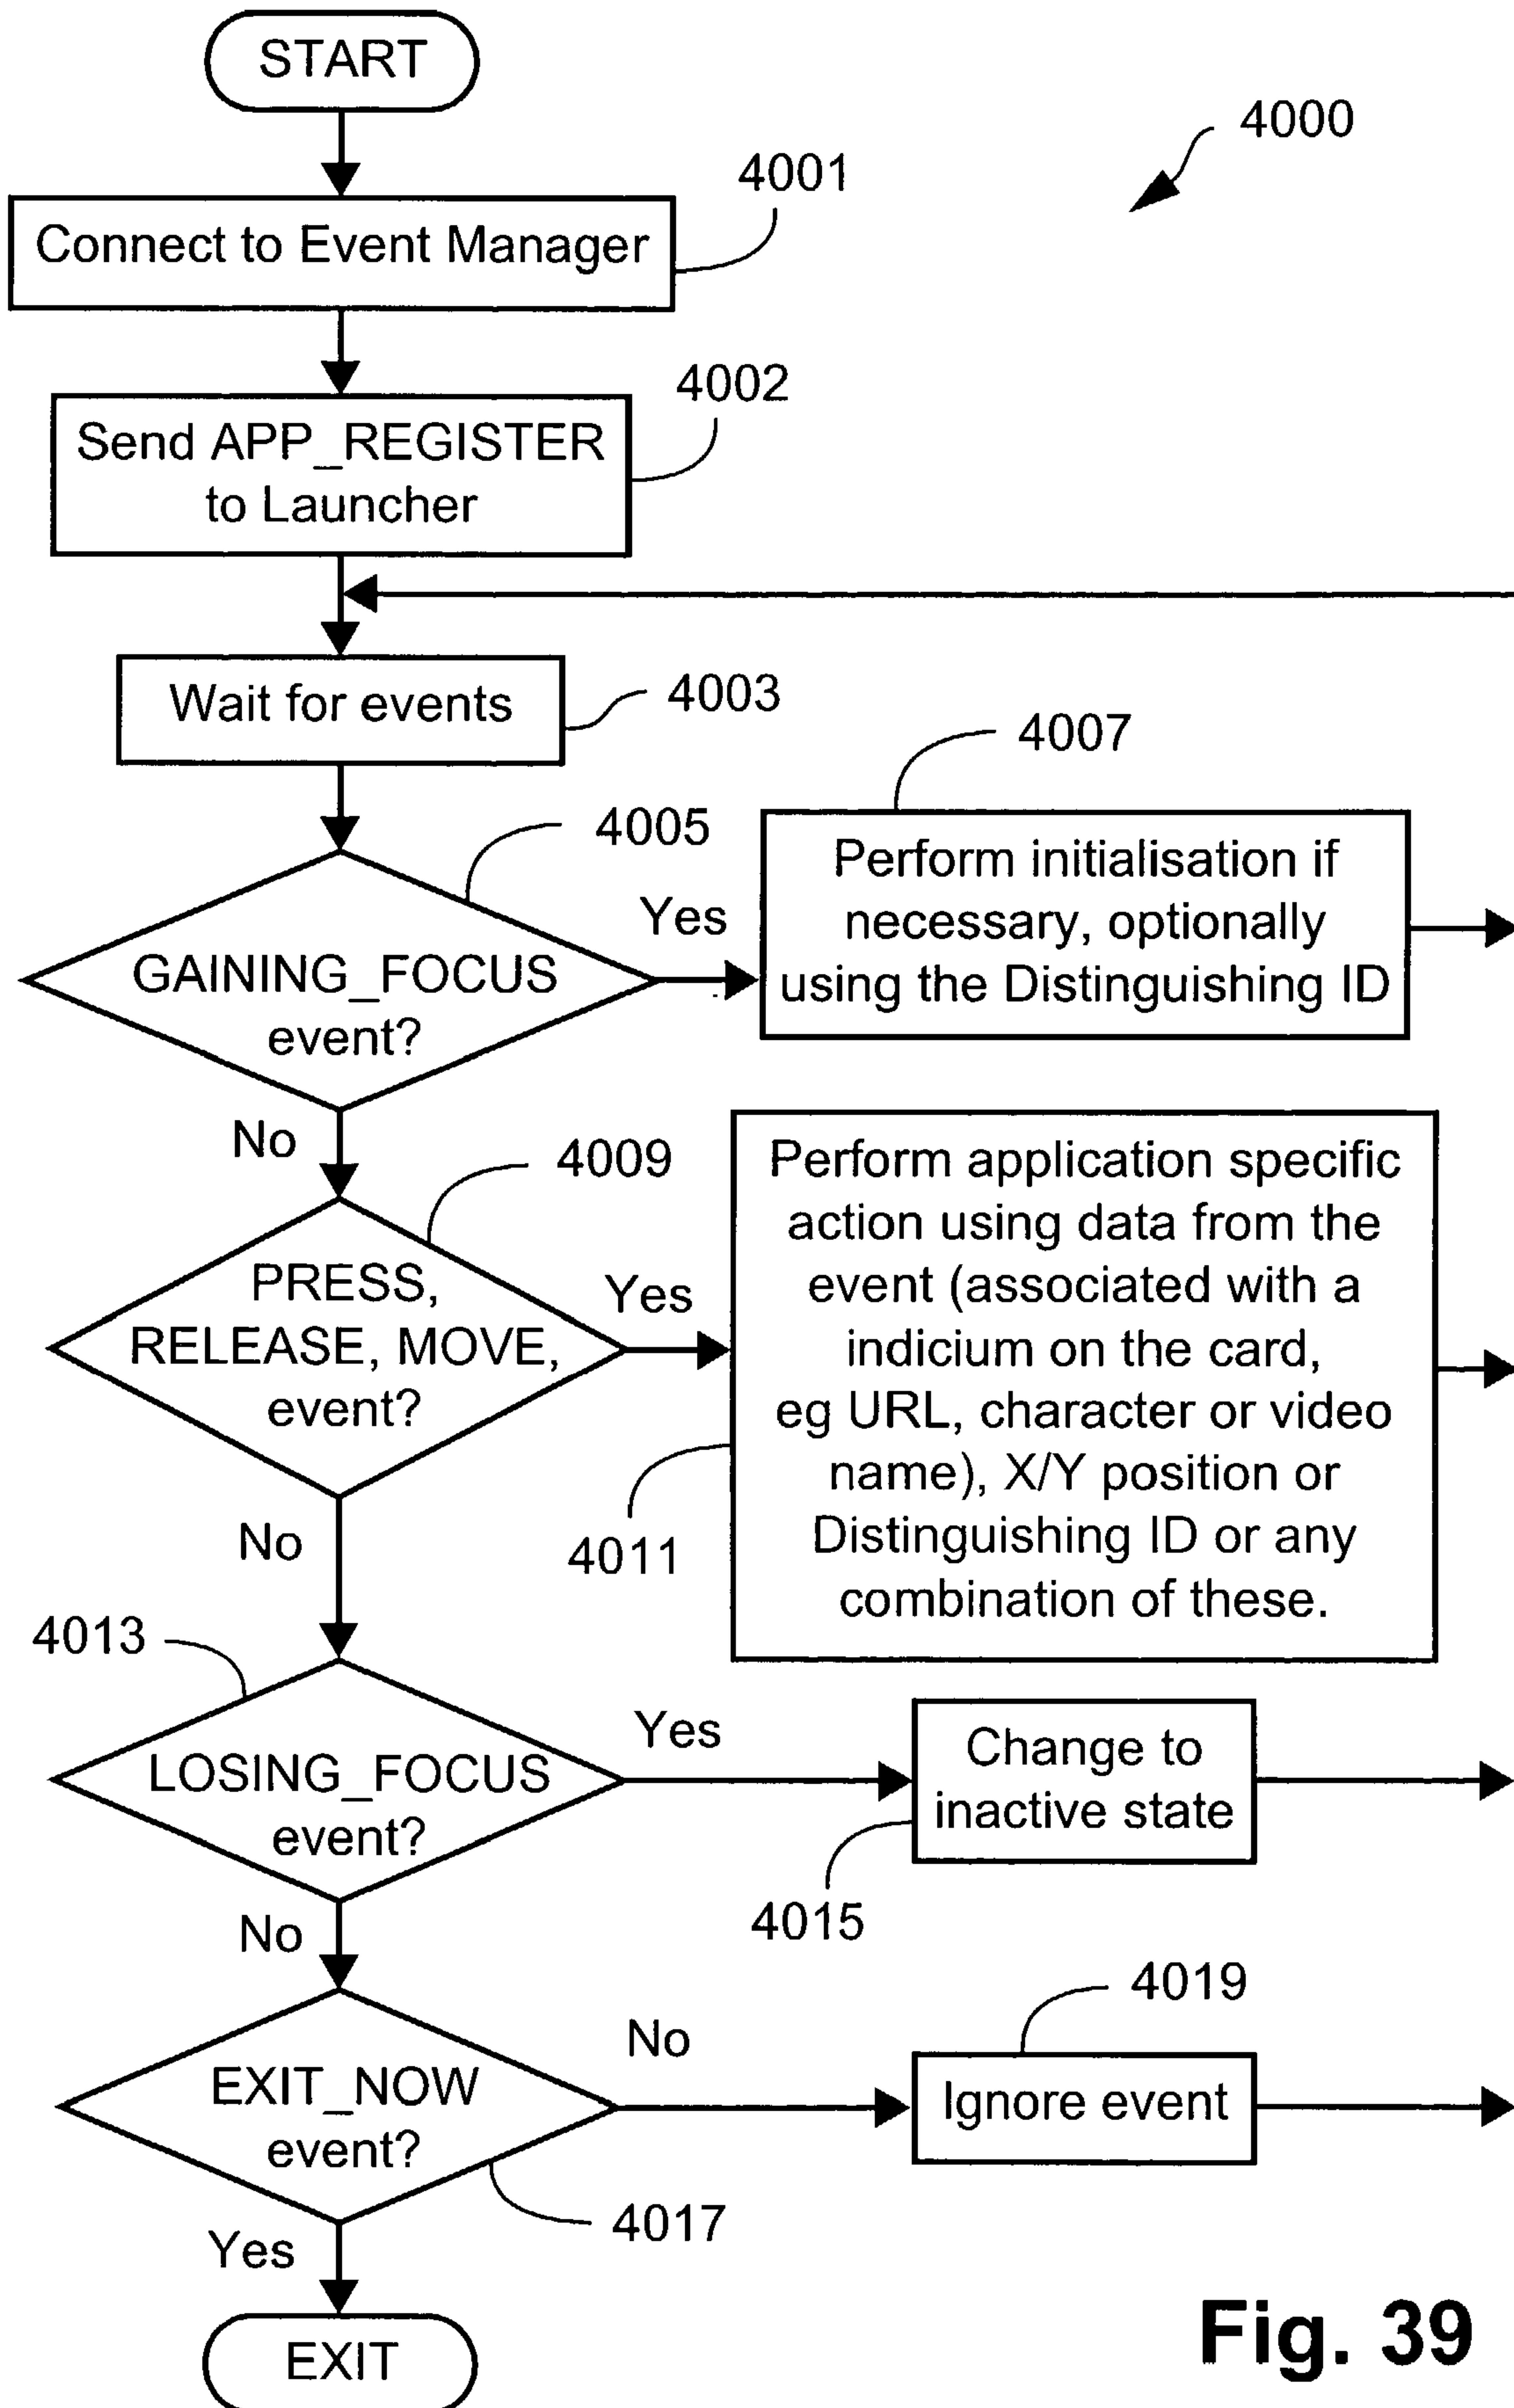 START
4000
4001
Connect to Event Manager
4002
Send APP_REGISTER
to Launcher
Wait for events
4003
4007
4005
Yes
Perform initialisation if
necessary, optionally
using the Distinguishing ID
GAINING_FOCUS
event?
No
4009
PRESS,
RELEASE, MOVE,
event?
Yes
Perform application specific
action using data from the
event (associated with a
indicium on the card,
eg URL, character or video
name), X/Y position or
Distinguishing ID or any
combination of these.
4011
No
4013
LOSING_FOCUS
event?
Yes
Change to
inactive state
4015
No
4019
EXIT_NOW
event?
No
Ignore event
4017
Yes
EXIT
Fig. 39